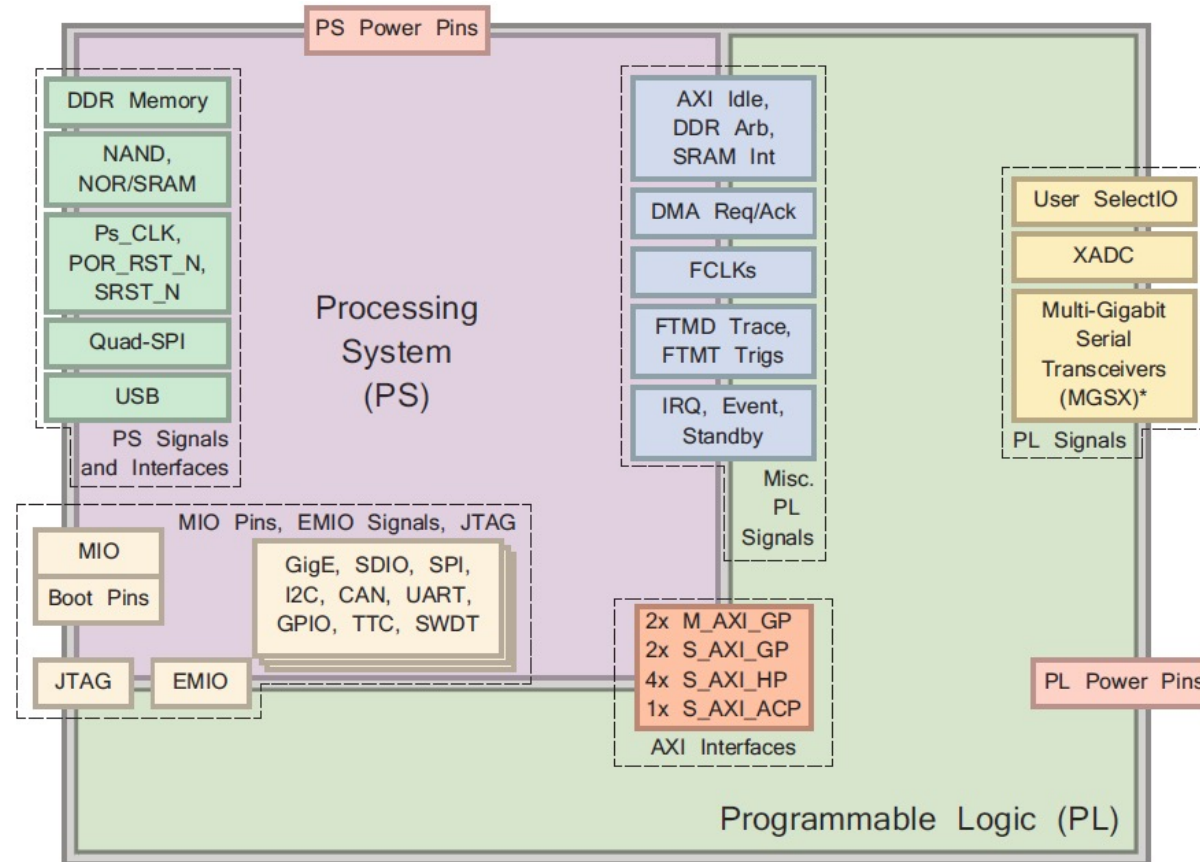 PS Power Pins
DDR Memory
NAND,
NOR/SRAM
Ps_CLK,
POR_RST_N,
SRST_N
Quad-SPI
USB
PS Signals
and Interfaces
Processing
System
(PS)
AXI Idle,
DDR Arb,
SRAM Int
DMA Req/Ack
FCLKs
FTMD Trace,
FTMT Trigs
IRQ, Event,
Standby
Misc.
PL
Signals
User SelectIO
XADC
Multi-Gigabit
Serial
Transceivers
(MGSX)*
PL Signals
MIO Pins, EMIO Signals, JTAG
MIO
Boot Pins
GigE, SDIO, SPI,
I2C, CAN, UART,
GPIO, TTC, SWDT
JTAG
EMIO
2x M_AXI_GP
2x S_AXI_GP
4x S_AXI_HP
1x S_AXI_ACP
AXI Interfaces
PL Power Pins
Programmable Logic (PL)